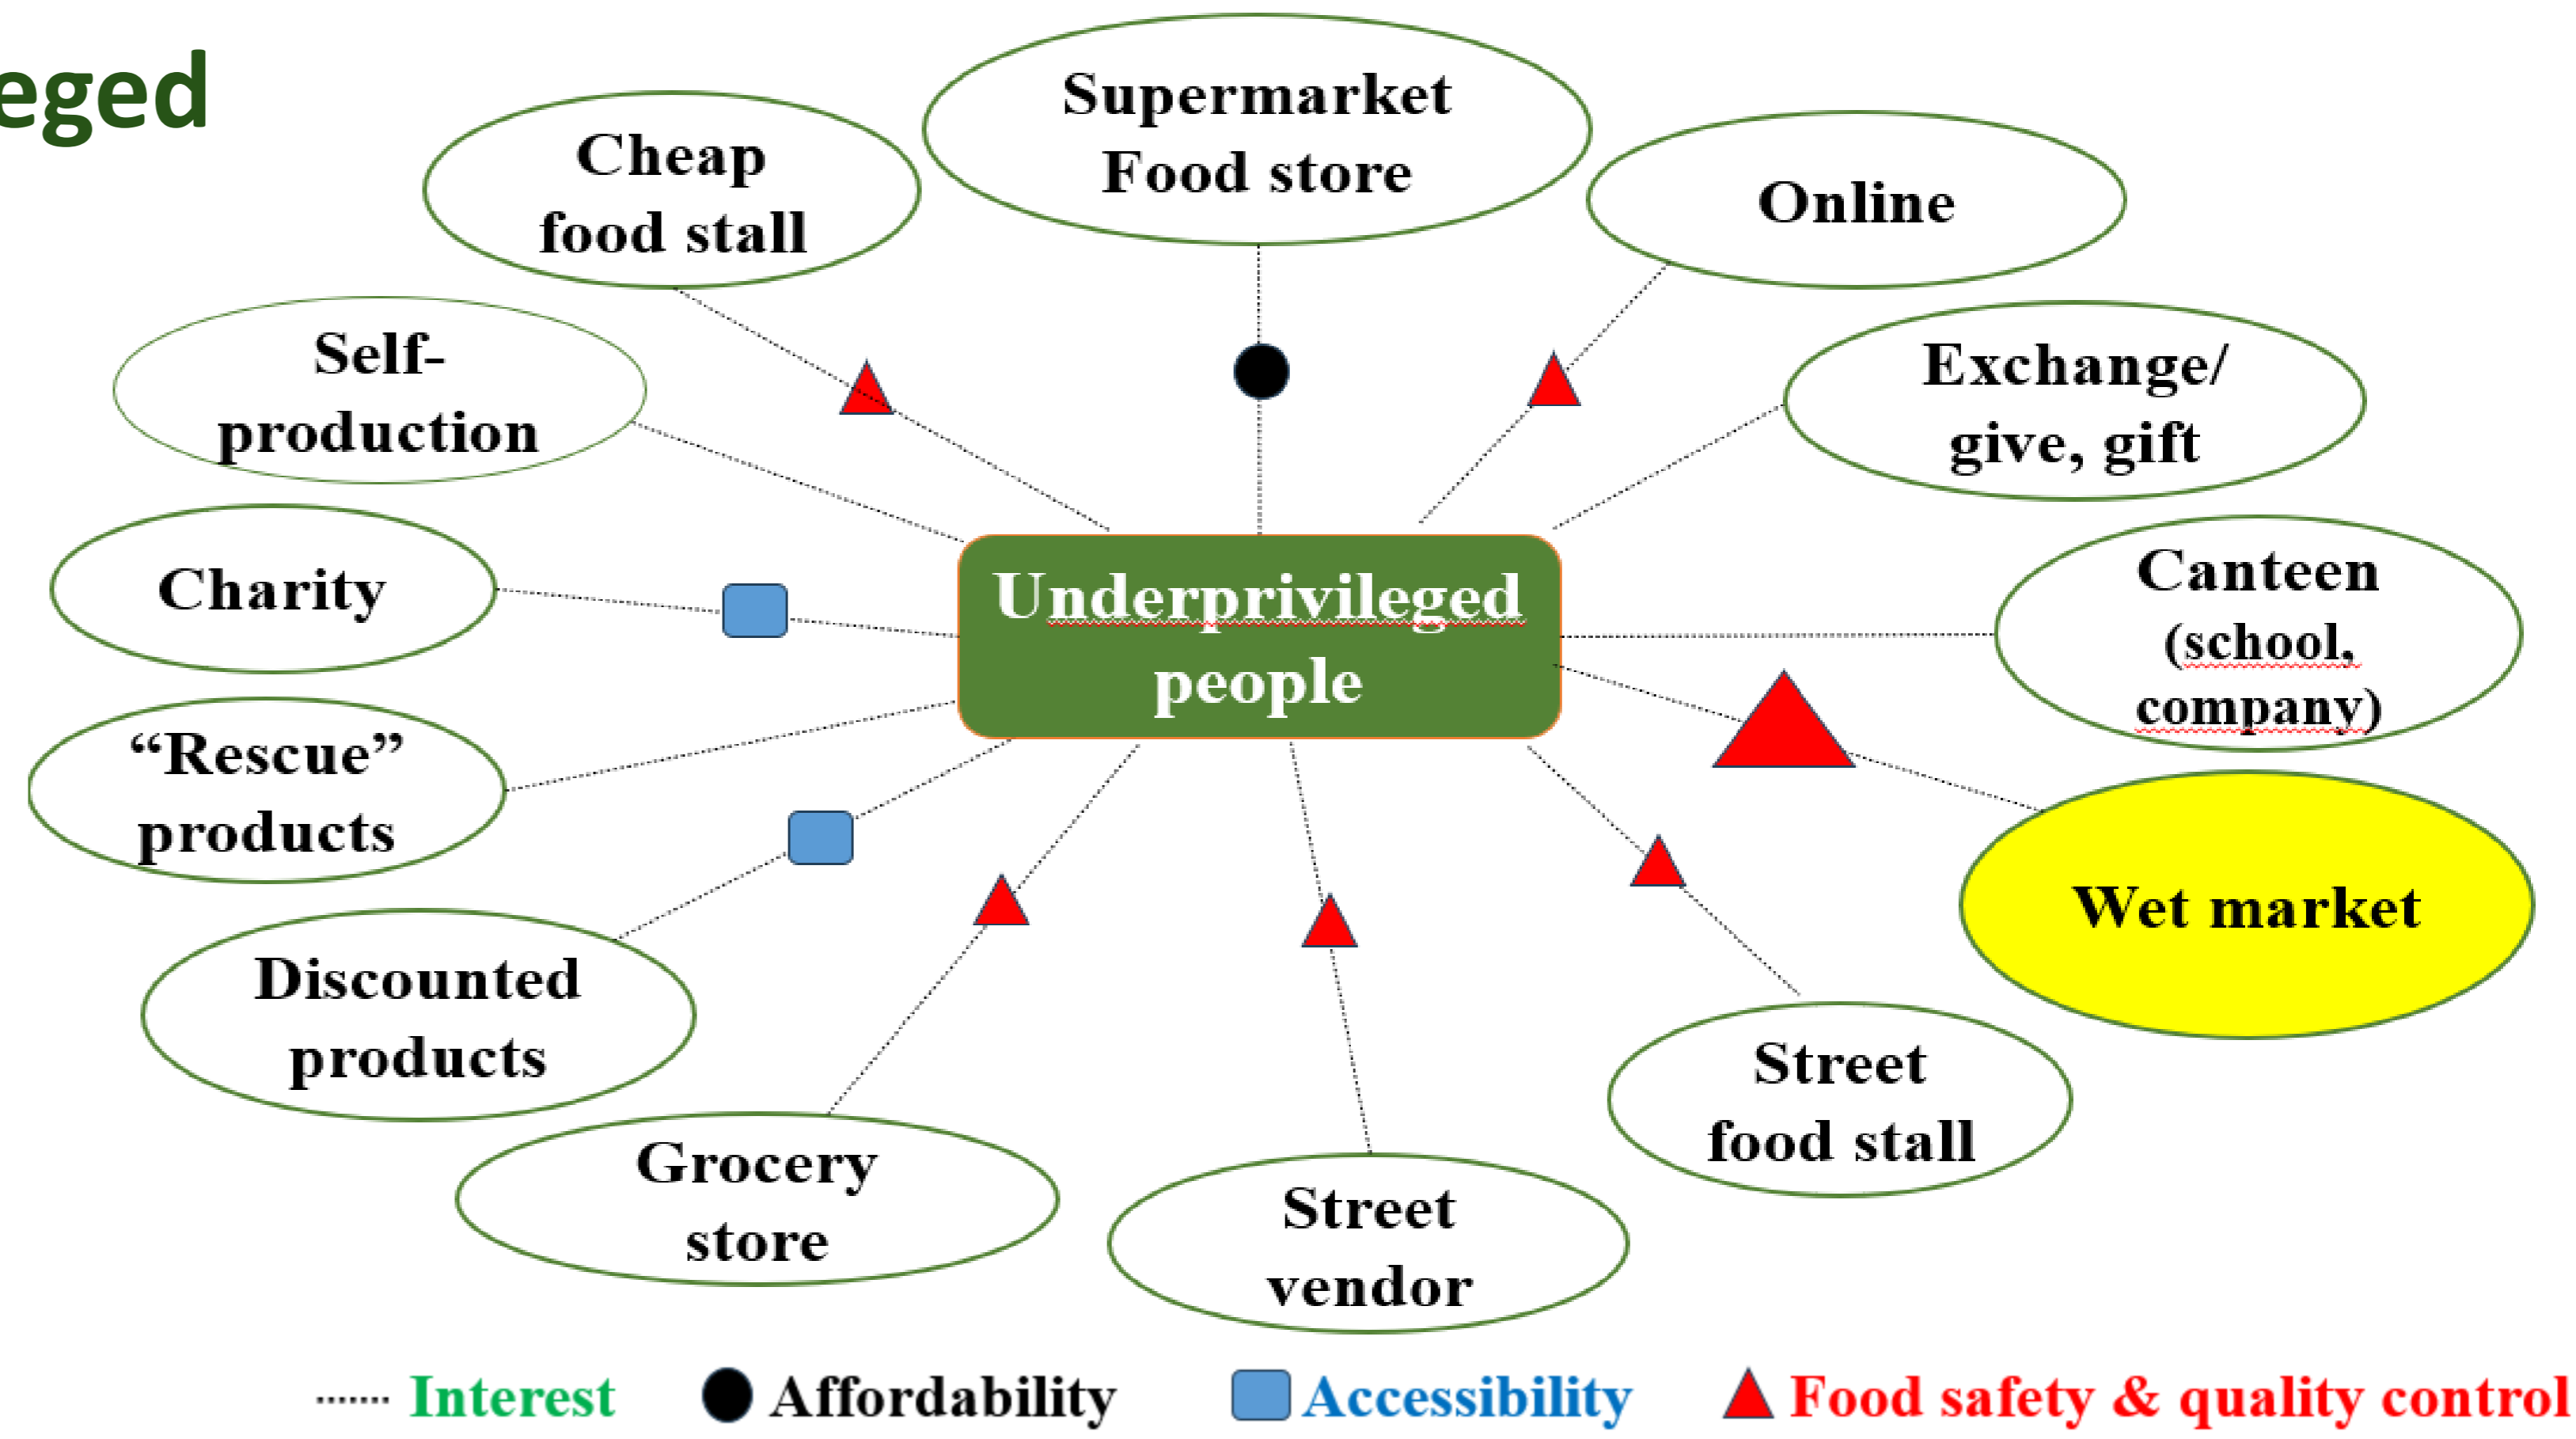 eged
Supermarket
Food store
Cheap
food stall
Online
Self-
production
Exchange/
give, gift
Charity
Underprivileged
people
Canteen
(school,
company)
“Rescue”
products
Wet market
Discounted
products
Street
food stall
Grocery
store
Street
vendor
Interest
Affordability
Accessibility
Food safety & quality control